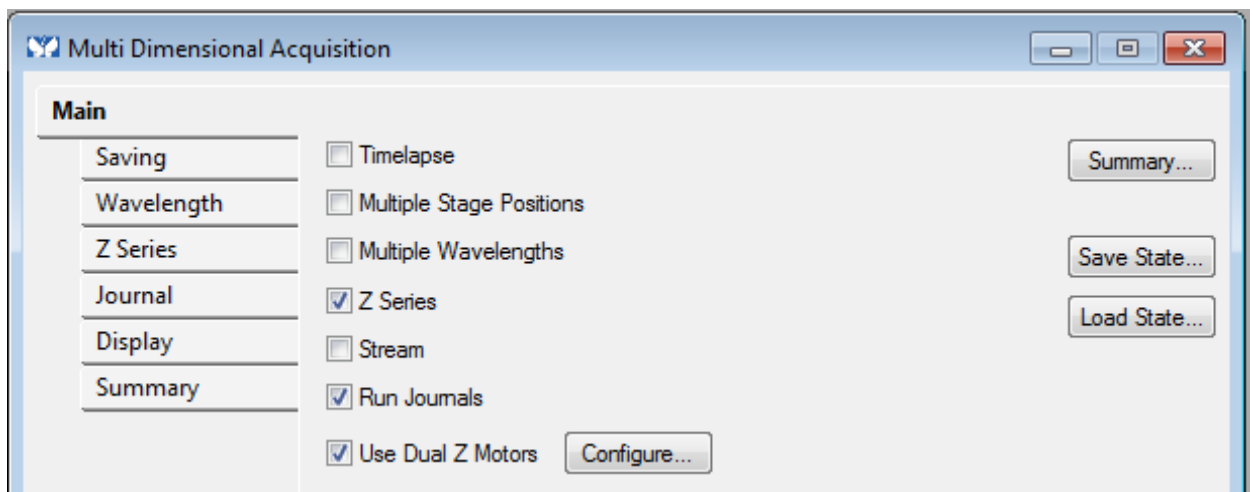 Multi Dimensional Acquisition
Main
Saving
Wavelength
Z Series
Journal
Display
Summary
Timelapse
Multiple Stage Positions
Multiple Wavelengths
Z Series
Stream
Run Journals
Use Dual Z Motors Configure...
Summary...
Save State...
Load State...